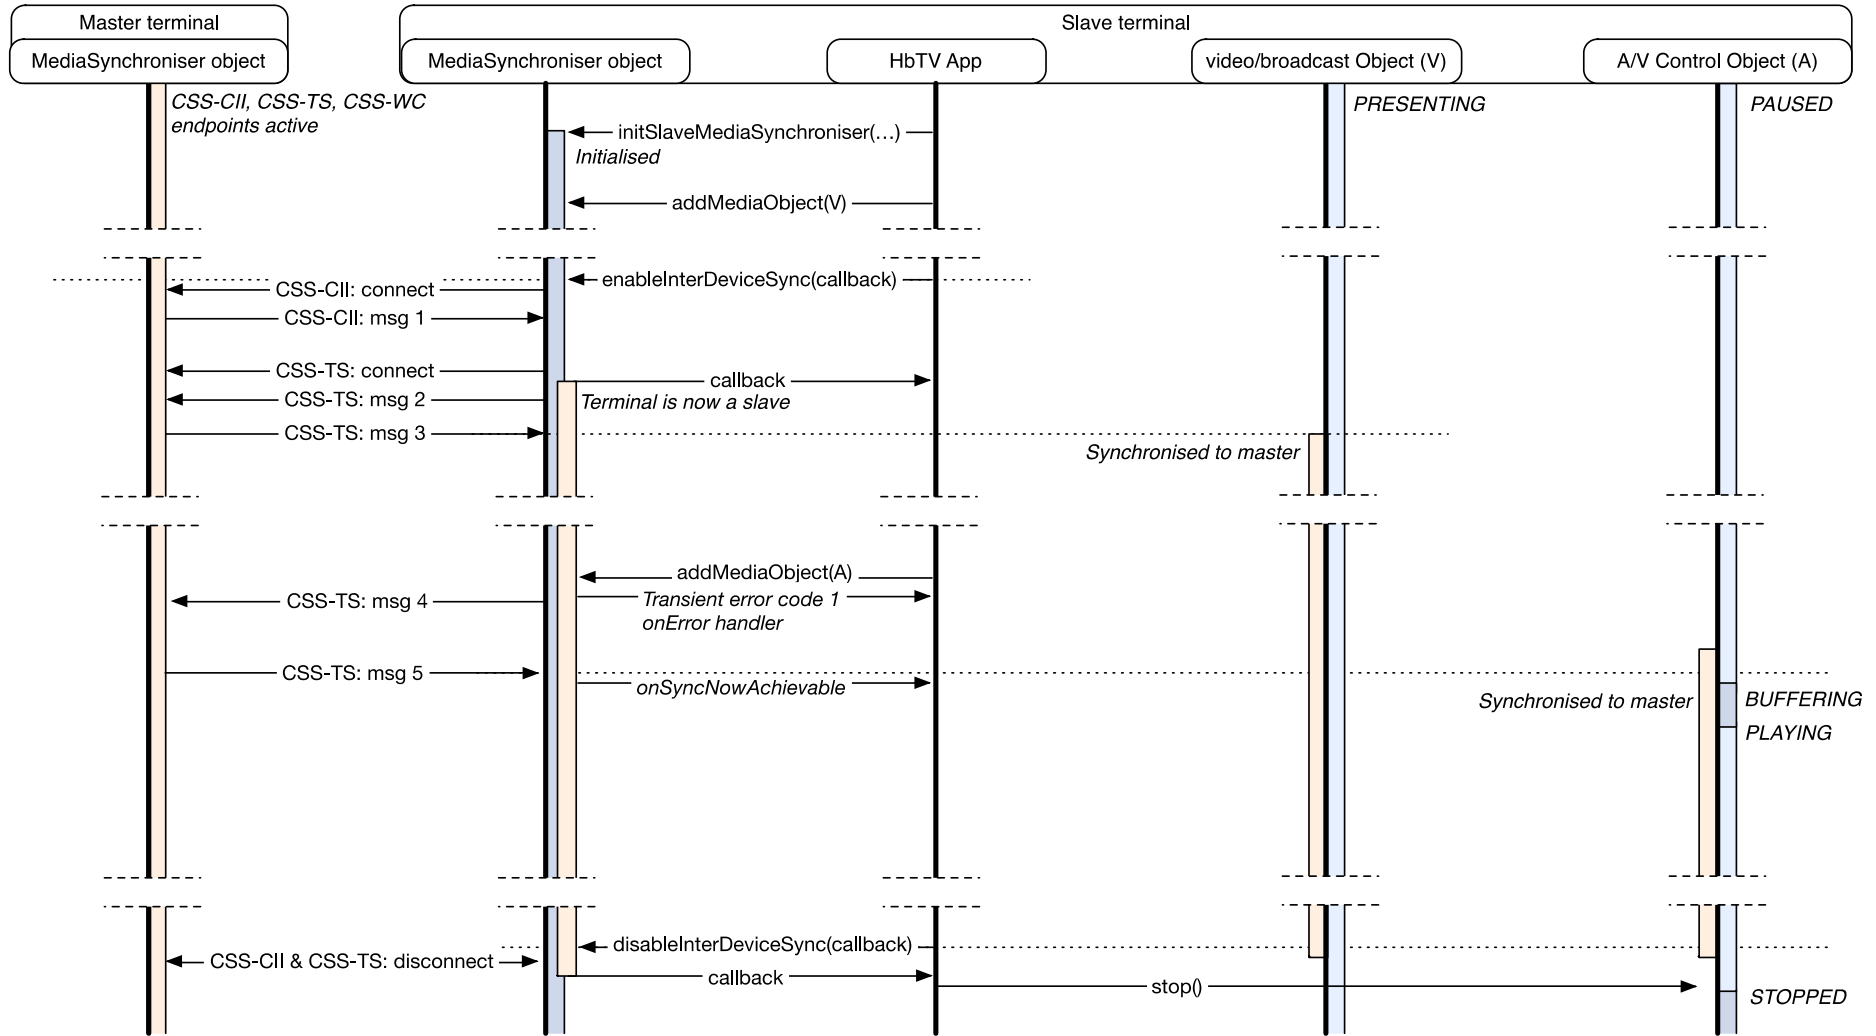 Master terminal
Slave terminal
MediaSynchroniser object
MediaSynchroniser object
HbTV App
video/broadcast Object (V)
A/V Control Object (A)
CSS-CII, CSS-TS, CSS-WC
endpoints active
PRESENTING
PAUSED
initSlaveMediaSynchroniser(…)
Initialised
addMediaObject(V)
enableInterDeviceSync(callback)
CSS-CII: connect
CSS-CII: msg 1
CSS-TS: connect
callback
CSS-TS: msg 2
Terminal is now a slave
CSS-TS: msg 3
Synchronised to master
addMediaObject(A)
CSS-TS: msg 4
Transient error code 1
onError handler
CSS-TS: msg 5
onSyncNowAchievable
Synchronised to master
BUFFERING
PLAYING
disableInterDeviceSync(callback)
CSS-CII & CSS-TS: disconnect
callback
stop()
STOPPED